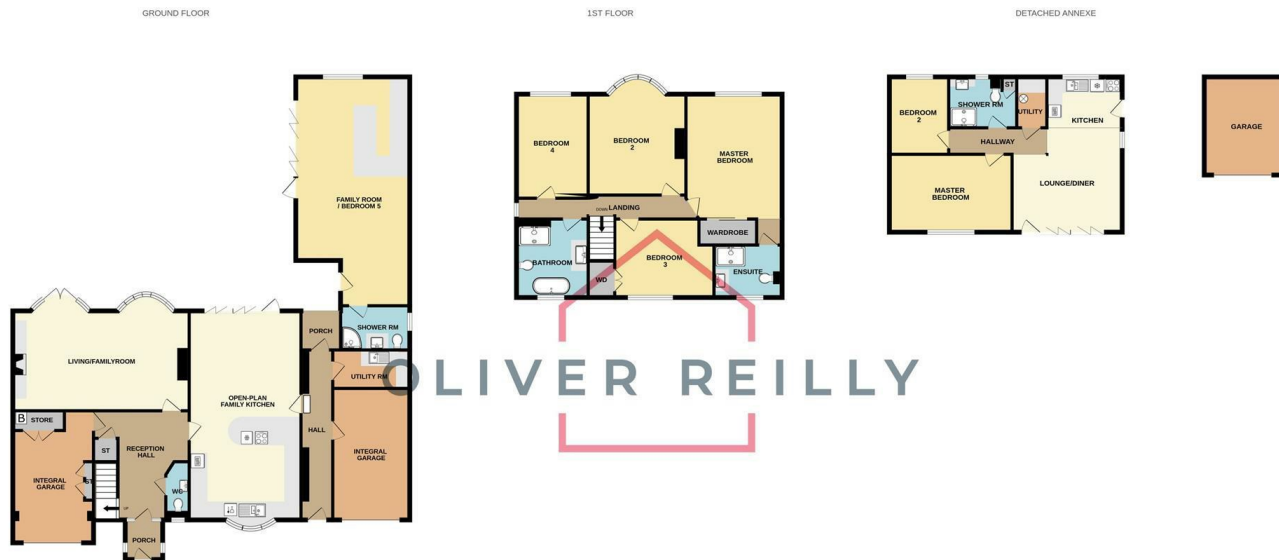 GROUND FLOOR
1ST FLOOR
DETACHED ANNEXE
FAMILY ROOM
/ BEDROOM 5
SHOWER RM
PORCH
UTILITY RM
LIVING/FAMILYROOM
OPEN-PLAN
FAMILY KITCHEN
HALL
INTEGRAL
GARAGE
B
STORE
ST
RECEPTION
HALL
INTEGRAL
GARAGE
ST
WC
UP
PORCH
BEDROOM
4
BEDROOM
2
MASTER
BEDROOM
DOWN
LANDING
WARDROBE
BATHROOM
WD
BEDROOM
3
ENSUITE
BEDROOM
2
SHOWER RM
ST
UTILITY
KITCHEN
HALLWAY
MASTER
BEDROOM
LOUNGE/DINER
GARAGE
OLIVER REILLY